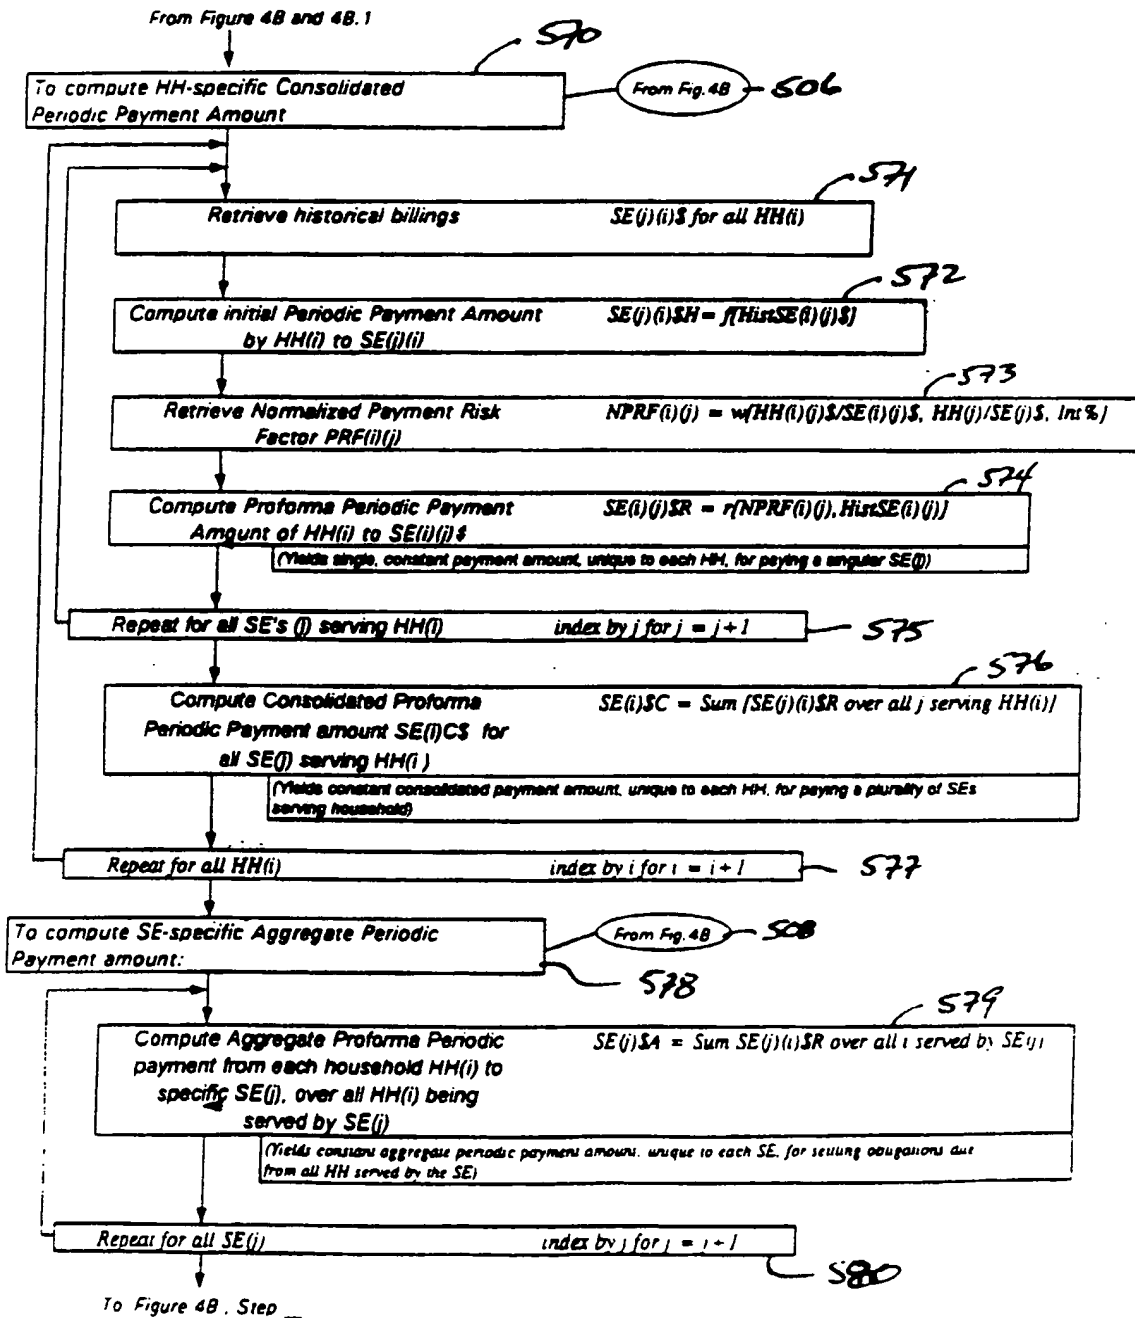 From Figure 4B and 4B.1
570
To compute HH-specific Consolidated
Periodic Payment Amount
From Fig. 4B
506
571
Retrieve historical billings SE(j)(i)$ for all HH(i)
572
Compute initial Periodic Payment Amount SE(j)(i)$H = f[HistSE(i)(j)$]
by HH(i) to SE(j)(i)
573
Retrieve Normalized Payment Risk NPRF(i)(j) = w[HH(i)(j)$/SE(i)(j)$, HH(j)/SE(j)$, Int%]
Factor PRF(i)(j)
574
Compute Proforma Periodic Payment SE(i)(j)$R = r[NPRF(i)(j),HistSE(i)(j)]
Amount of HH(i) to SE(i)(j)$
(Yields single, constant payment amount, unique to each HH, for paying a singular SE(j))
Repeat for all SE's (j) serving HH(i) index by j for j = j+1
575
576
Compute Consolidated Proforma SE(i)$C = Sum [SE(j)(i)$R over all j serving HH(i)]
Periodic Payment amount SE(i)C$ for
all SE(j) serving HH(i)
(Yields constant consolidated payment amount, unique to each HH, for paying a plurality of SEs
serving household)
Repeat for all HH(i) index by i for i = i+1
577
To compute SE-specific Aggregate Periodic
Payment amount:
From Fig. 4B
508
578
579
Compute Aggregate Proforma Periodic SE(j)$A = Sum SE(j)(i)$R over all i served by SE(j)
payment from each household HH(i) to
specific SE(j), over all HH(i) being
served by SE(j)
(Yields constant aggregate periodic payment amount, unique to each SE, for settling obligations due
from all HH served by the SE)
Repeat for all SE(j) index by j for j = j+1
580
To Figure 4B, Step __